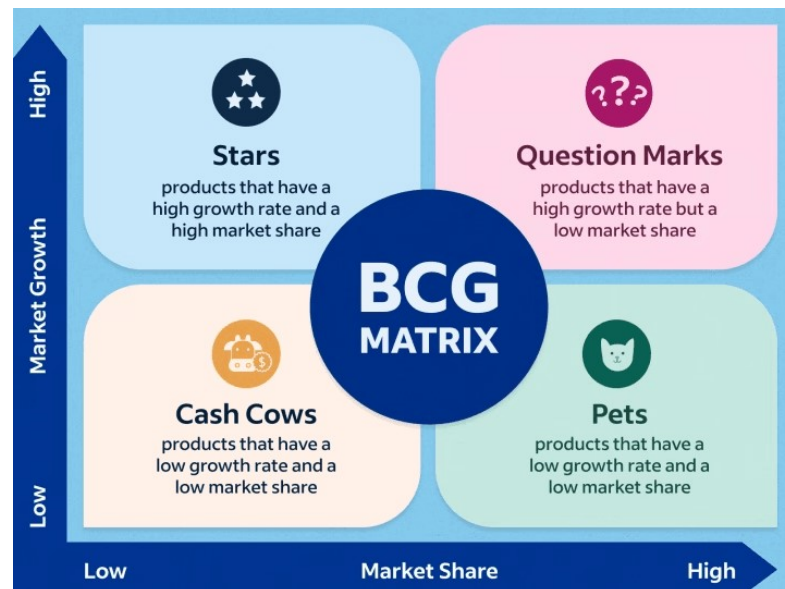 High
Market Growth
Low
???
Stars
products that have a
high growth rate and a
high market share
Question Marks
products that have a
high growth rate but a
low market share
BCG
MATRIX
$
Cash Cows
products that have a
low growth rate and a
low market share
Pets
products that have a
low growth rate and a
low market share
Low
Market Share
High